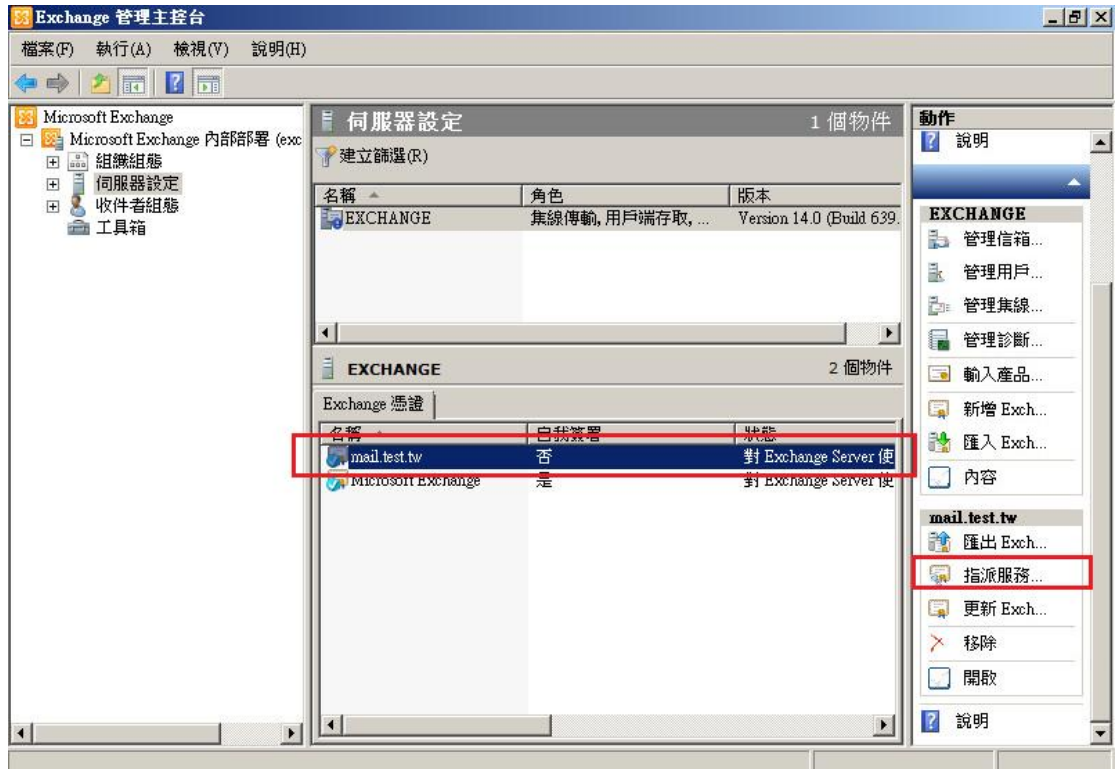 Exchange 管理主控台
檔案(F) 執行(A) 檢視(V) 說明(H)
Microsoft Exchange
Microsoft Exchange 內部部署 (exc
組織組態
伺服器設定
收件者組態
工具箱
伺服器設定 1 個物件
建立篩選(R)
名稱 角色 版本
EXCHANGE 集線傳輸, 用戶端存取, ... Version 14.0 (Build 639.
EXCHANGE 2 個物件
Exchange 憑證
名稱 自我簽署 狀態
mail.test.tw 否 對 Exchange Server 使
Microsoft Exchange 是 對 Exchange Server 使
動作
說明
EXCHANGE
管理信箱...
管理用戶...
管理集線...
管理診斷...
輸入產品...
新增 Exch...
匯入 Exch...
內容
mail.test.tw
匯出 Exch...
指派服務...
更新 Exch...
移除
開啟
說明